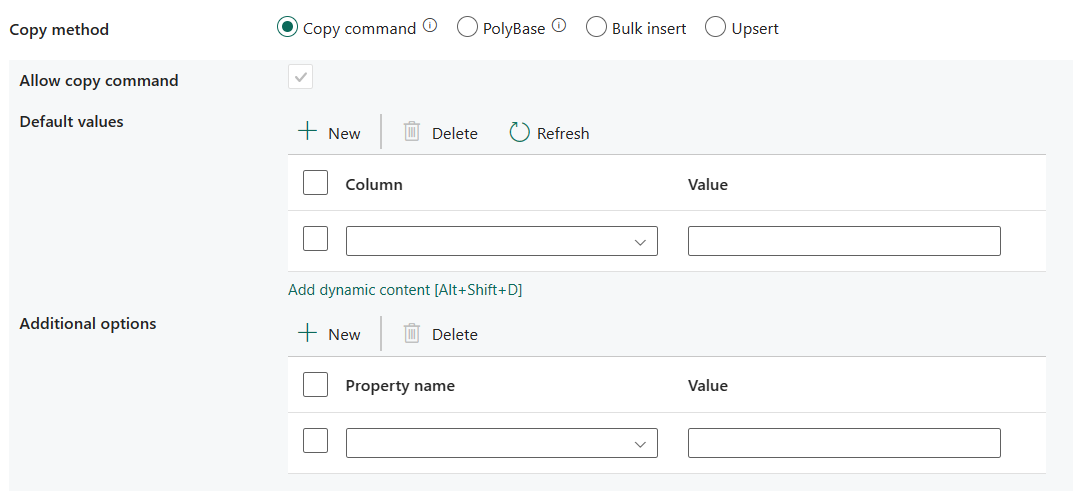 Copy method Copy command PolyBase Bulk insert Upsert
Allow copy command
Default values
New Delete Refresh
Column Value
Add dynamic content [Alt+Shift+D]
Additional options
New Delete
Property name Value